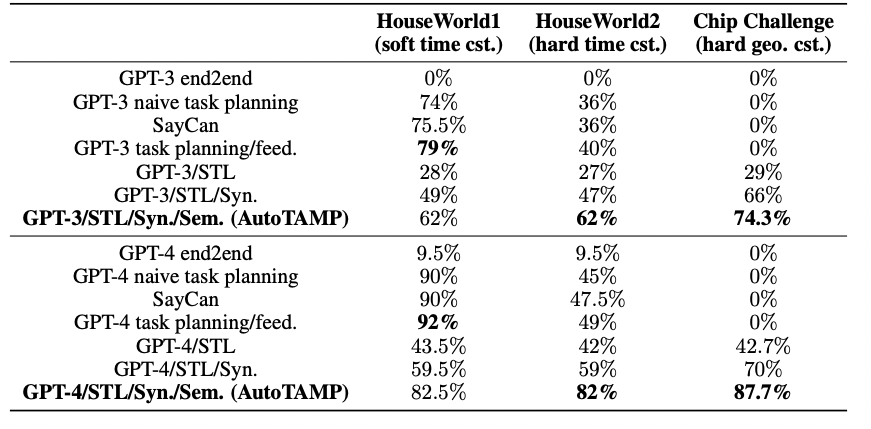 HouseWorld1 HouseWorld2 Chip Challenge
(soft time cst.) (hard time cst.) (hard geo. cst.)
GPT-3 end2end 0% 0% 0%
GPT-3 naive task planning 74% 36% 0%
SayCan 75.5% 36% 0%
GPT-3 task planning/feed. 79% 40% 0%
GPT-3/STL 28% 27% 29%
GPT-3/STL/Syn. 49% 47% 66%
GPT-3/STL/Syn./Sem. (AutoTAMP) 62% 62% 74.3%
GPT-4 end2end 9.5% 9.5% 0%
GPT-4 naive task planning 90% 45% 0%
SayCan 90% 47.5% 0%
GPT-4 task planning/feed. 92% 49% 0%
GPT-4/STL 43.5% 42% 42.7%
GPT-4/STL/Syn. 59.5% 59% 70%
GPT-4/STL/Syn./Sem. (AutoTAMP) 82.5% 82% 87.7%